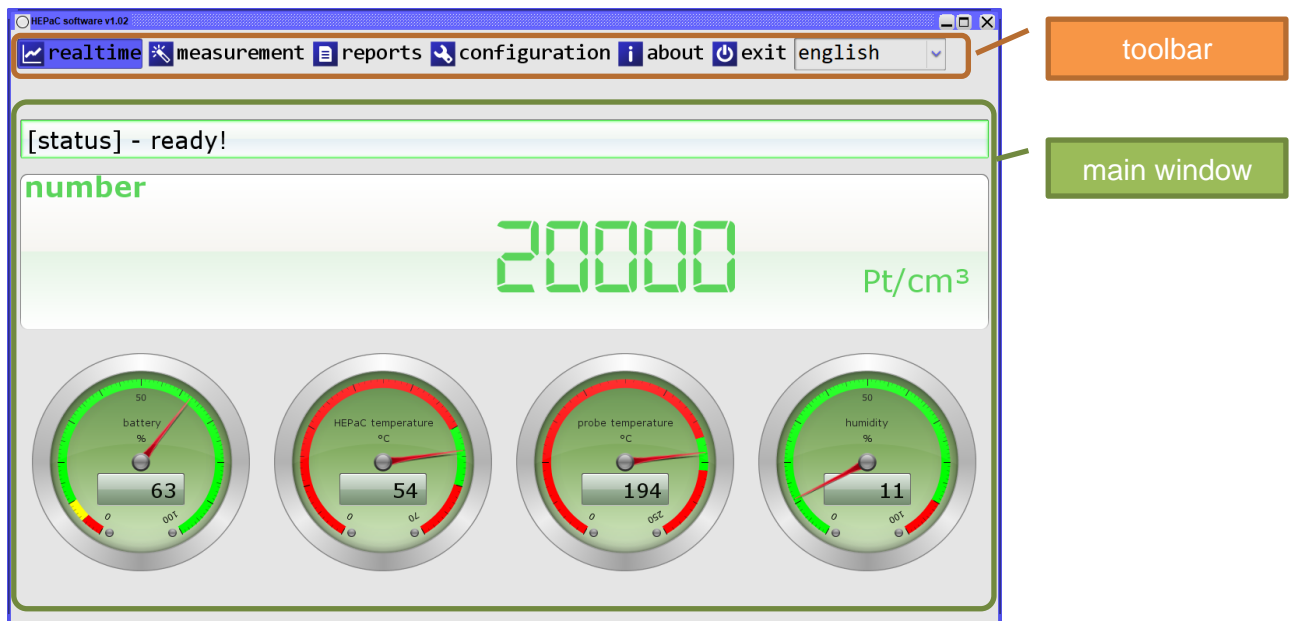 HEPaC software v1.02
realtime measurement reports configuration about exit english
toolbar
[status] - ready!
main window
number
20000
Pt/cm³
50
battery
%
63
0 100
HEPaC temperature
°C
54
0 70
probe temperature
°C
194
0 250
50
humidity
%
11
0 100